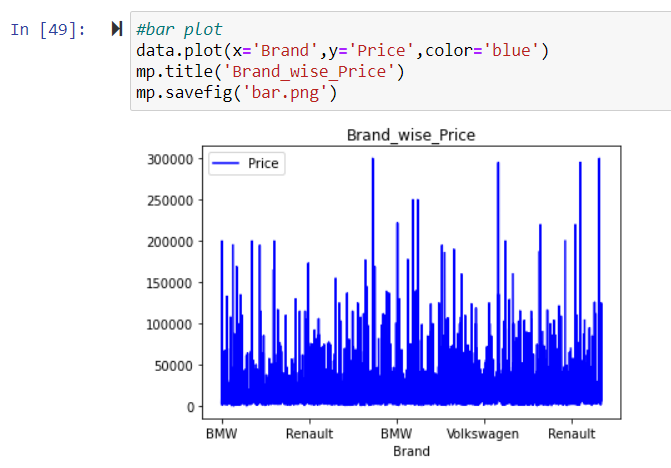 In [49]:
#bar plot
data.plot(x='Brand',y='Price',color='blue')
mp.title('Brand_wise_Price')
mp.savefig('bar.png')
Brand_wise_Price
Price
300000
250000
200000
150000
100000
50000
0
BMW Renault BMW Volkswagen Renault
Brand